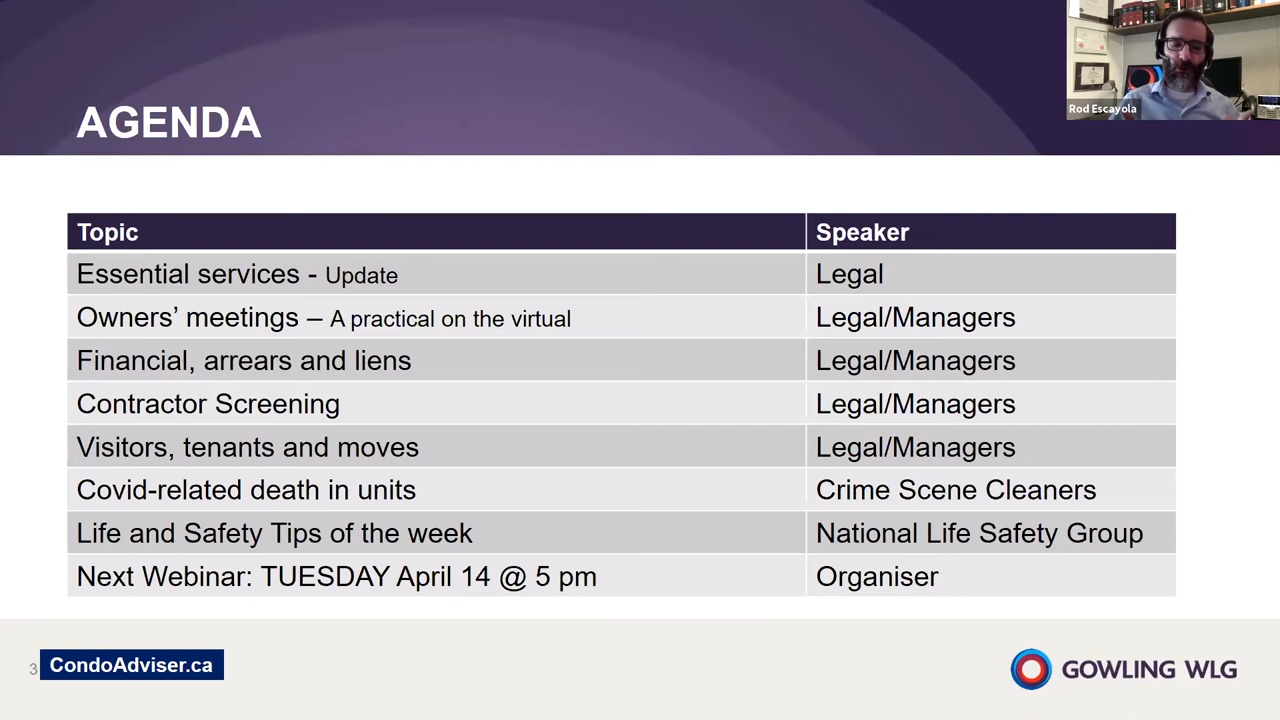 Rod Escayola
AGENDA
Topic Speaker
Essential services - Update Legal
Owners’ meetings – A practical on the virtual Legal/Managers
Financial, arrears and liens Legal/Managers
Contractor Screening Legal/Managers
Visitors, tenants and moves Legal/Managers
Covid-related death in units Crime Scene Cleaners
Life and Safety Tips of the week National Life Safety Group
Next Webinar: TUESDAY April 14 @ 5 pm Organiser
3 CondoAdviser.ca
GOWLING WLG